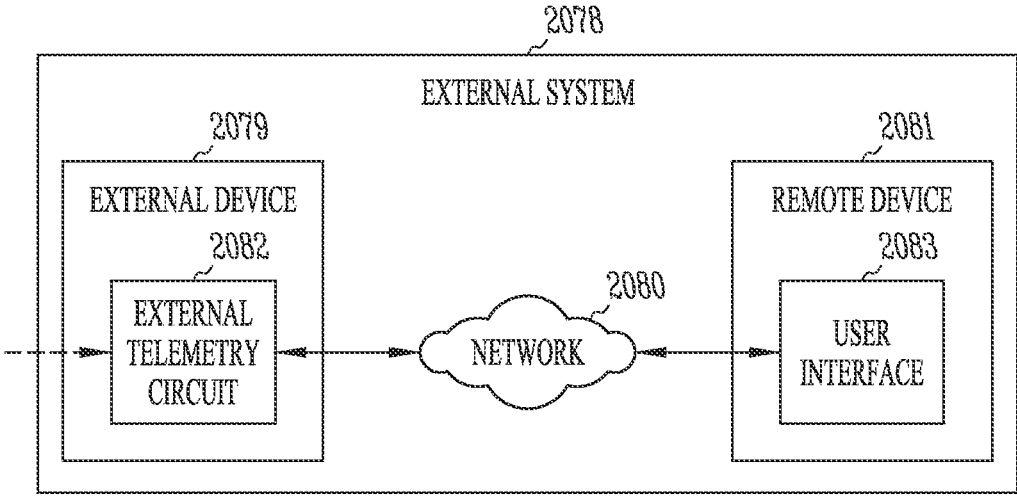 2078
EXTERNAL SYSTEM
2079
EXTERNAL DEVICE
2082
EXTERNAL
TELEMETRY
CIRCUIT
2080
NETWORK
2081
REMOTE DEVICE
2083
USER
INTERFACE